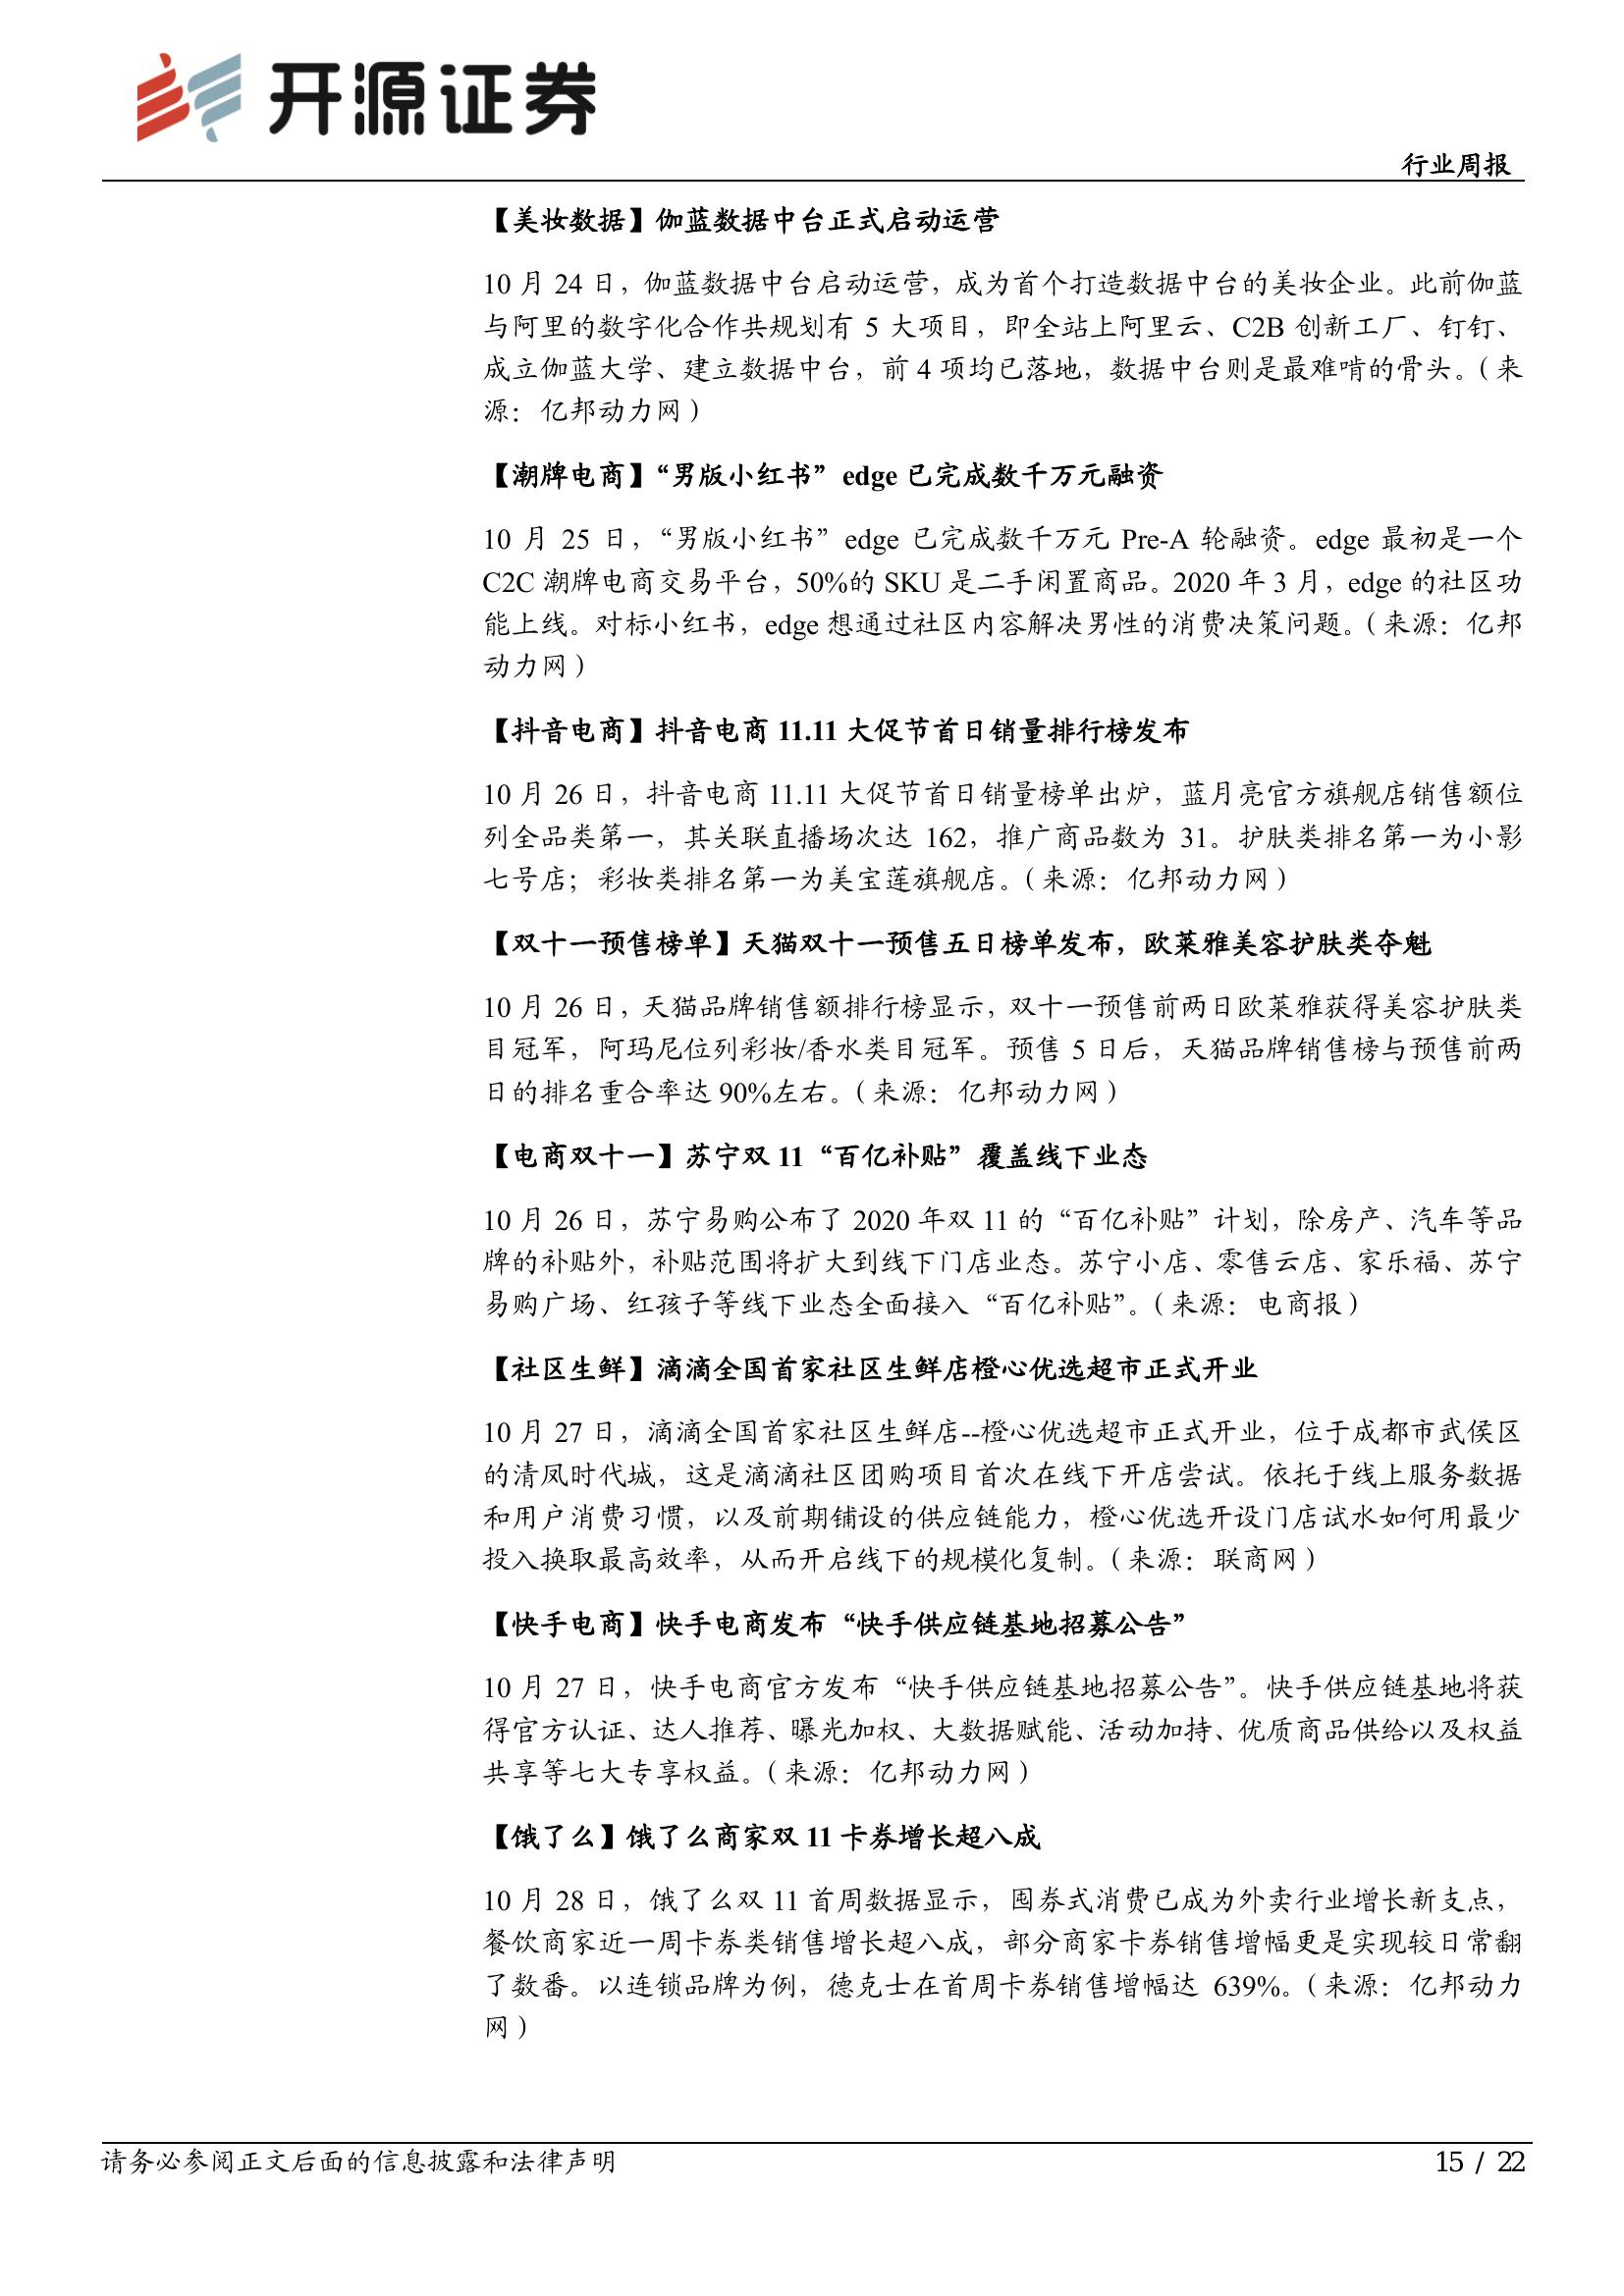 开源证券
行业周报
【美妆数据】伽蓝数据中台正式启动运营
10 月 24 日，伽蓝数据中台启动运营，成为首个打造数据中台的美妆企业。此前伽蓝
与阿里的数字化合作共规划有 5 大项目，即全站上阿里云、C2B 创新工厂、钉钉、
成立伽蓝大学、建立数据中台，前 4 项均已落地，数据中台则是最难啃的骨头。（来
源：亿邦动力网）
【潮牌电商】“男版小红书”edge 已完成数千万元融资
10 月 25 日，“男版小红书”edge 已完成数千万元 Pre-A 轮融资。edge 最初是一个
C2C 潮牌电商交易平台，50%的 SKU 是二手闲置商品。2020 年 3 月，edge 的社区功
能上线。对标小红书，edge 想通过社区内容解决男性的消费决策问题。（来源：亿邦
动力网）
【抖音电商】抖音电商 11.11 大促节首日销量排行榜发布
10 月 26 日，抖音电商 11.11 大促节首日销量榜单出炉，蓝月亮官方旗舰店销售额位
列全品类第一，其关联直播场次达 162，推广商品数为 31。护肤类排名第一为小影
七号店；彩妆类排名第一为美宝莲旗舰店。（来源：亿邦动力网）
【双十一预售榜单】天猫双十一预售五日榜单发布，欧莱雅美容护肤类夺魁
10 月 26 日，天猫品牌销售额排行榜显示，双十一预售前两日欧莱雅获得美容护肤类
目冠军，阿玛尼位列彩妆/香水类目冠军。预售 5 日后，天猫品牌销售榜与预售前两
日的排名重合率达 90%左右。（来源：亿邦动力网）
【电商双十一】苏宁双 11“百亿补贴”覆盖线下业态
10 月 26 日，苏宁易购公布了 2020 年双 11 的“百亿补贴”计划，除房产、汽车等品
牌的补贴外，补贴范围将扩大到线下门店业态。苏宁小店、零售云店、家乐福、苏宁
易购广场、红孩子等线下业态全面接入“百亿补贴”。（来源：电商报）
【社区生鲜】滴滴全国首家社区生鲜店橙心优选超市正式开业
10 月 27 日，滴滴全国首家社区生鲜店--橙心优选超市正式开业，位于成都市武侯区
的清凤时代城，这是滴滴社区团购项目首次在线下开店尝试。依托于线上服务数据
和用户消费习惯，以及前期铺设的供应链能力，橙心优选开设门店试水如何用最少
投入换取最高效率，从而开启线下的规模化复制。（来源：联商网）
【快手电商】快手电商发布“快手供应链基地招募公告”
10 月 27 日，快手电商官方发布“快手供应链基地招募公告”。快手供应链基地将获
得官方认证、达人推荐、曝光加权、大数据赋能、活动加持、优质商品供给以及权益
共享等七大专享权益。（来源：亿邦动力网）
【饿了么】饿了么商家双 11 卡券增长超八成
10 月 28 日，饿了么双 11 首周数据显示，囤券式消费已成为外卖行业增长新支点，
餐饮商家近一周卡券类销售增长超八成，部分商家卡券销售增幅更是实现较日常翻
了数番。以连锁品牌为例，德克士在首周卡券销售增幅达 639%。（来源：亿邦动力
网）
请务必参阅正文后面的信息披露和法律声明
15 / 22